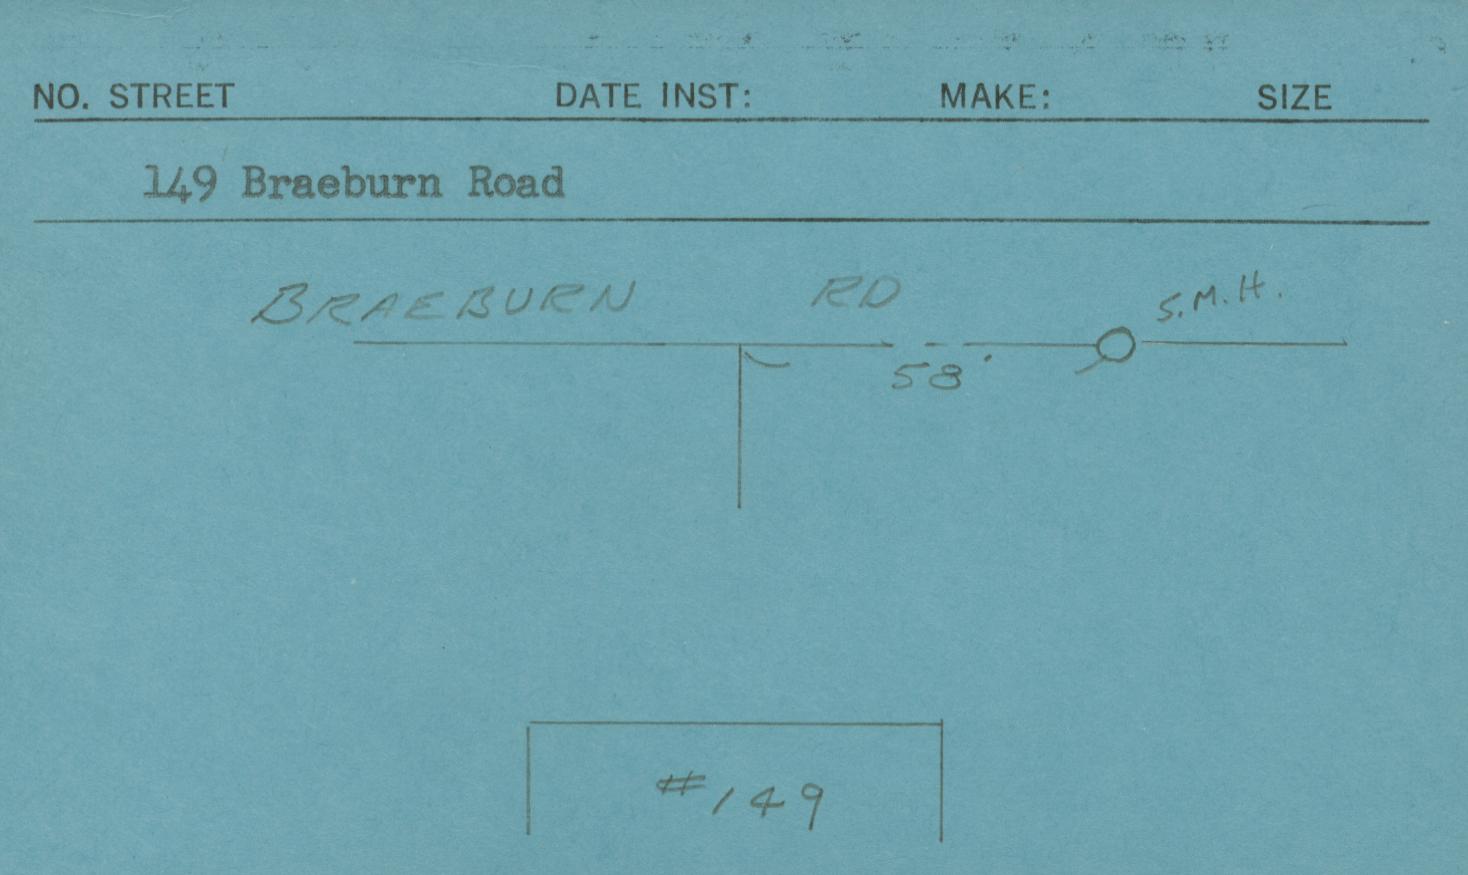 NO. STREET DATE INST: MAKE: SIZE
149 Braeburn Road
BRAEBURN RD S.M.H.
58'
#149